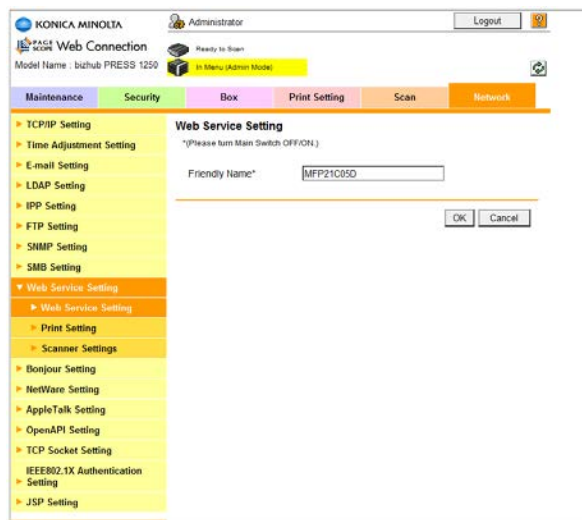 KONICA MINOLTA
Administrator
Logout
?
PAGE SCOPE Web Connection
Ready to Scan
Model Name : bizhub PRESS 1250
In Menu (Admin Mode)
Maintenance Security Box Print Setting Scan Network
TCP/IP Setting
Time Adjustment Setting
E-mail Setting
LDAP Setting
IPP Setting
FTP Setting
SNMP Setting
SMB Setting
Web Service Setting
Web Service Setting
Print Setting
Scanner Settings
Bonjour Setting
NetWare Setting
AppleTalk Setting
OpenAPI Setting
TCP Socket Setting
IEEE802.1X Authentication
Setting
JSP Setting
Web Service Setting
*(Please turn Main Switch OFF/ON.)
Friendly Name* MFP21C05D
OK Cancel